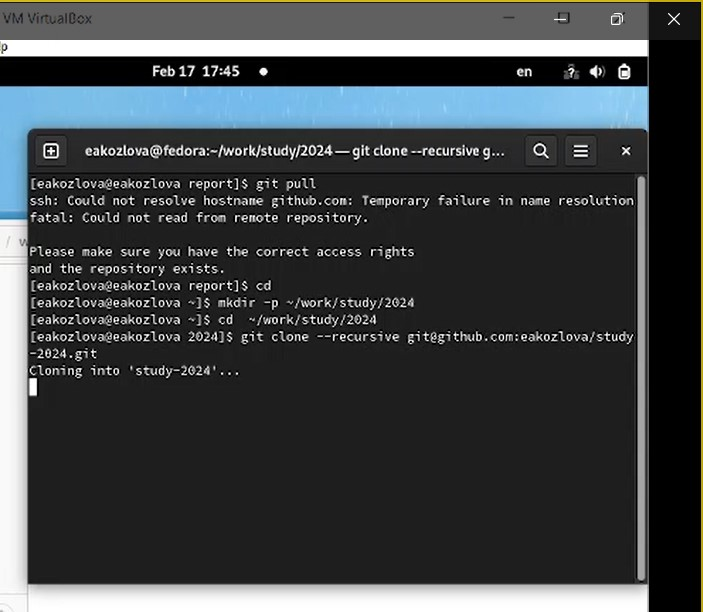 VM VirtualBox
lp
Feb 17 17:45
en
eakozlova@fedora:~/work/study/2024 — git clone --recursive g...
[eakozlova@eakozlova report]$ git pull
ssh: Could not resolve hostname github.com: Temporary failure in name resolution
fatal: Could not read from remote repository.
Please make sure you have the correct access rights
and the repository exists.
[eakozlova@eakozlova report]$ cd
[eakozlova@eakozlova ~]$ mkdir -p ~/work/study/2024
[eakozlova@eakozlova ~]$ cd  ~/work/study/2024
[eakozlova@eakozlova 2024]$ git clone --recursive git@github.com:eakozlova/study
-2024.git
Cloning into 'study-2024'...